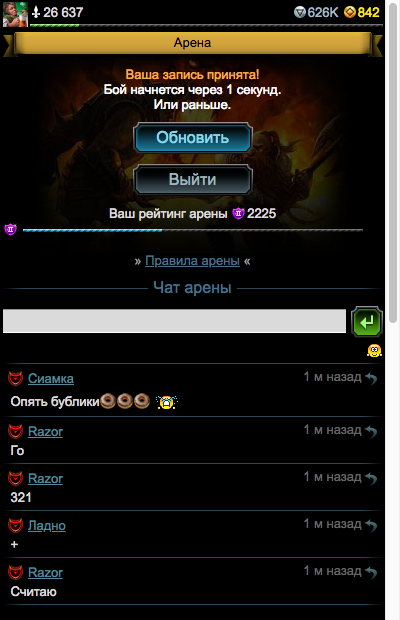 26 637 626K 842
Арена
Ваша запись принята!
Бой начнется через 1 секунд.
Или раньше.
Обновить
Выйти
Ваш рейтинг арены 2225
» Правила арены «
Чат арены
Сиамка 1 м назад
Опять бублики
Razor 1 м назад
Го
Razor 1 м назад
321
Ладно 1 м назад
+
Razor 1 м назад
Считаю